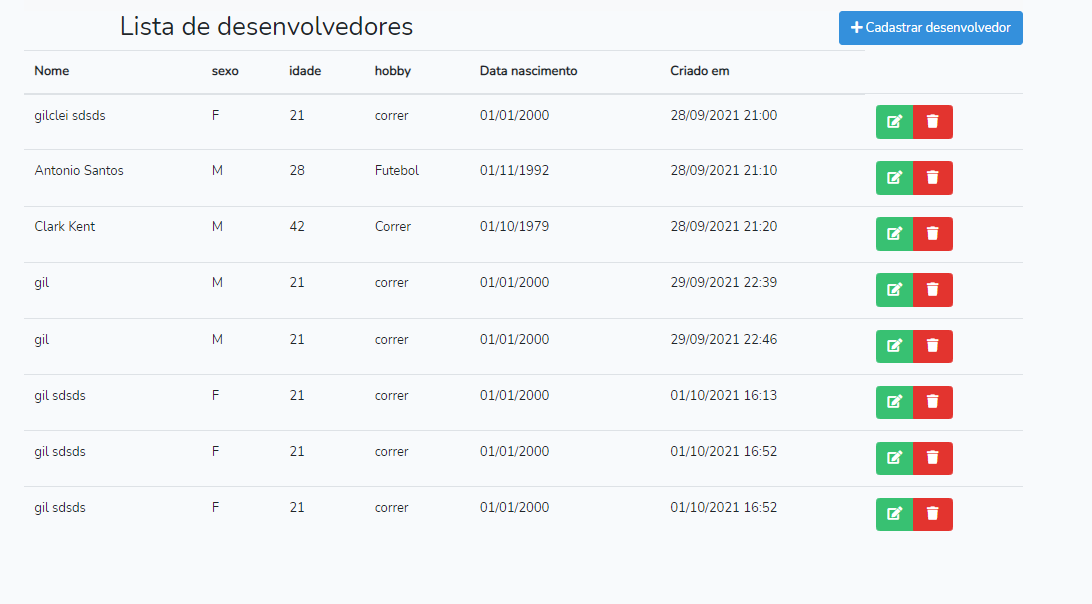 Lista de desenvolvedores
Cadastrar desenvolvedor
Nome sexo idade hobby Data nascimento Criado em
gilclei sdsds F 21 correr 01/01/2000 28/09/2021 21:00
Antonio Santos M 28 Futebol 01/11/1992 28/09/2021 21:10
Clark Kent M 42 Correr 01/10/1979 28/09/2021 21:20
gil M 21 correr 01/01/2000 29/09/2021 22:39
gil M 21 correr 01/01/2000 29/09/2021 22:46
gil sdsds F 21 correr 01/01/2000 01/10/2021 16:13
gil sdsds F 21 correr 01/01/2000 01/10/2021 16:52
gil sdsds F 21 correr 01/01/2000 01/10/2021 16:52